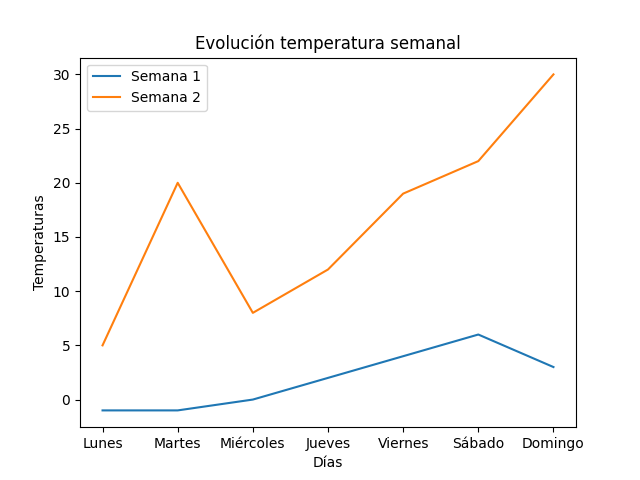 Evolución temperatura semanal
Semana 1
Semana 2
30
25
20
15
10
5
0
Temperaturas
Lunes Martes Miércoles Jueves Viernes Sábado Domingo
Días